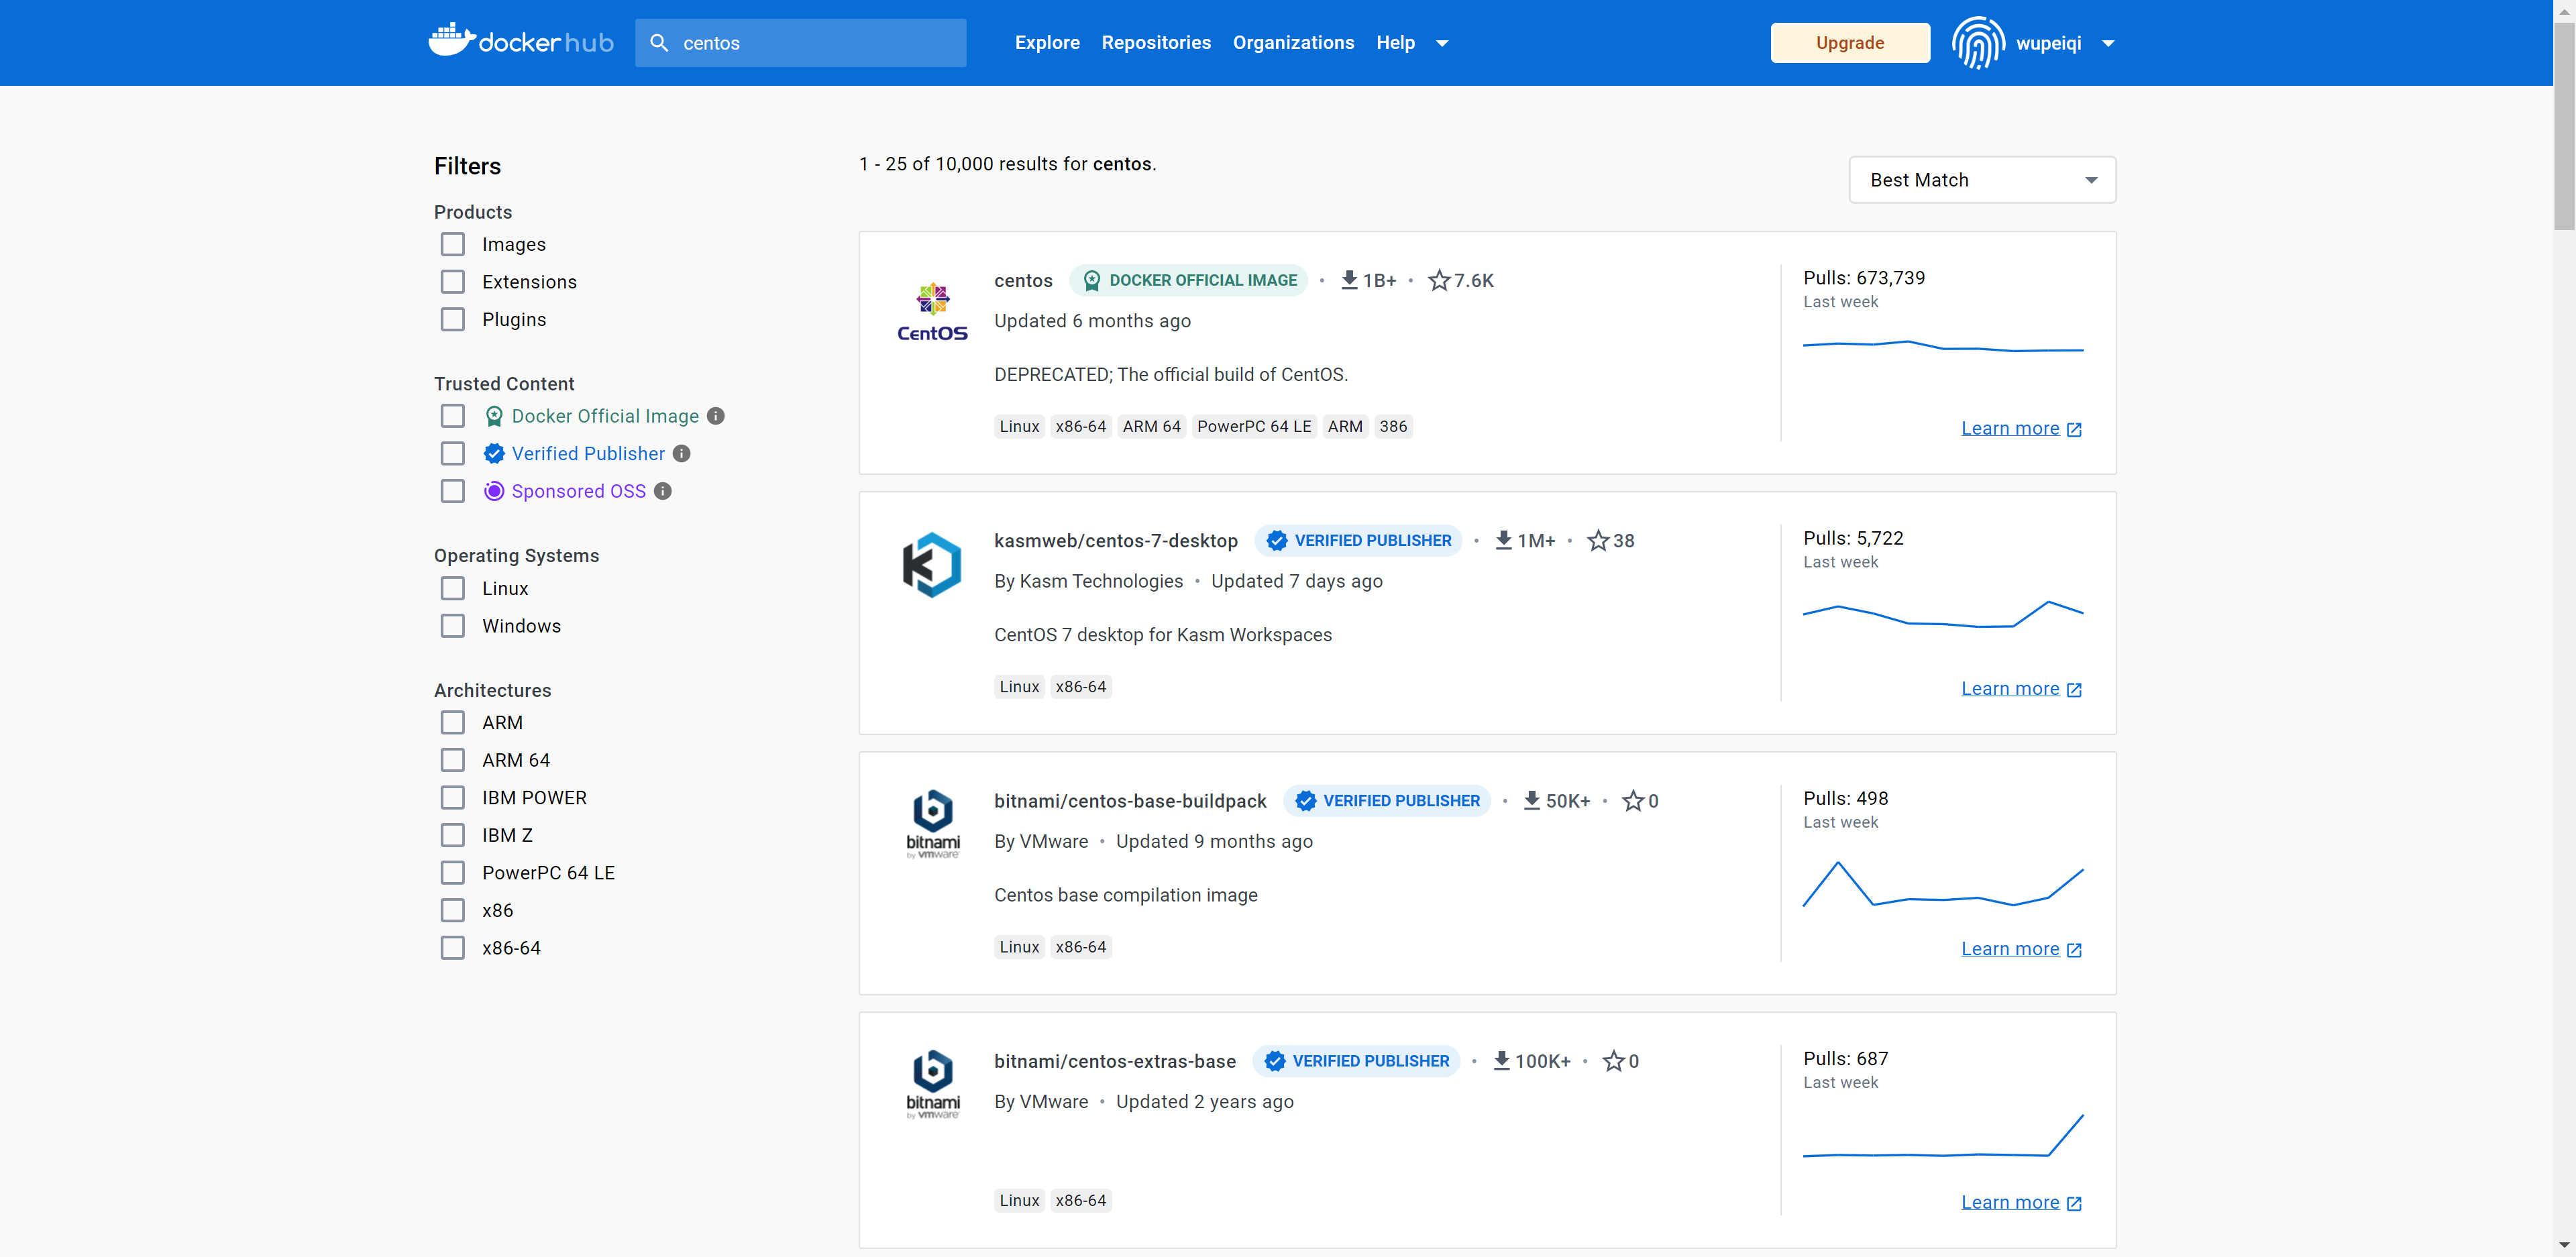 docker hub
centos
Explore
Repositories
Organizations
Help
Upgrade
wupeiqi
Filters
Products
Images
Extensions
Plugins
Trusted Content
Docker Official Image
Verified Publisher
Sponsored OSS
Operating Systems
Linux
Windows
Architectures
ARM
ARM 64
IBM POWER
IBM Z
PowerPC 64 LE
x86
x86-64
1 - 25 of 10,000 results for centos.
Best Match
CentOS
centos DOCKER OFFICIAL IMAGE • 1B+ • 7.6K
Updated 6 months ago
DEPRECATED; The official build of CentOS.
Linux x86-64 ARM 64 PowerPC 64 LE ARM 386
Pulls: 673,739
Last week
Learn more
kasmweb/centos-7-desktop VERIFIED PUBLISHER • 1M+ • 38
By Kasm Technologies • Updated 7 days ago
CentOS 7 desktop for Kasm Workspaces
Linux x86-64
Pulls: 5,722
Last week
Learn more
bitnami
by vmware
bitnami/centos-base-buildpack VERIFIED PUBLISHER • 50K+ • 0
By VMware • Updated 9 months ago
Centos base compilation image
Linux x86-64
Pulls: 498
Last week
Learn more
bitnami
by vmware
bitnami/centos-extras-base VERIFIED PUBLISHER • 100K+ • 0
By VMware • Updated 2 years ago
Linux x86-64
Pulls: 687
Last week
Learn more